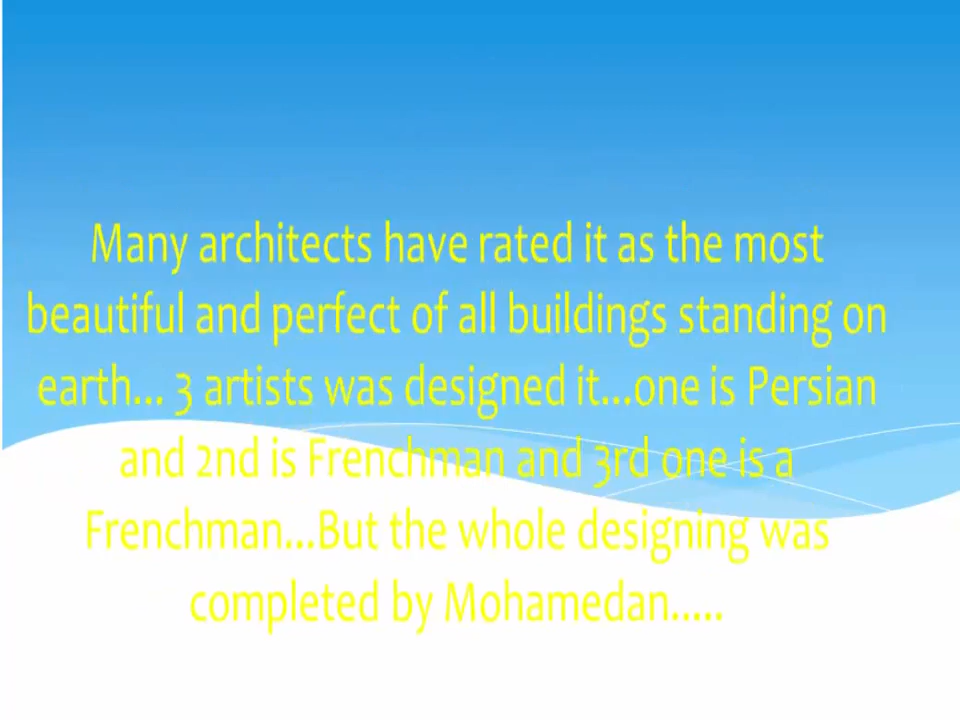 Many architects have rated it as the most
beautiful and perfect of all buildings standing on
earth... 3 artists was designed it...one is Persian
and 2nd is Frenchman and 3rd one is a
Frenchman...But the whole designing was
completed by Mohamedan.....